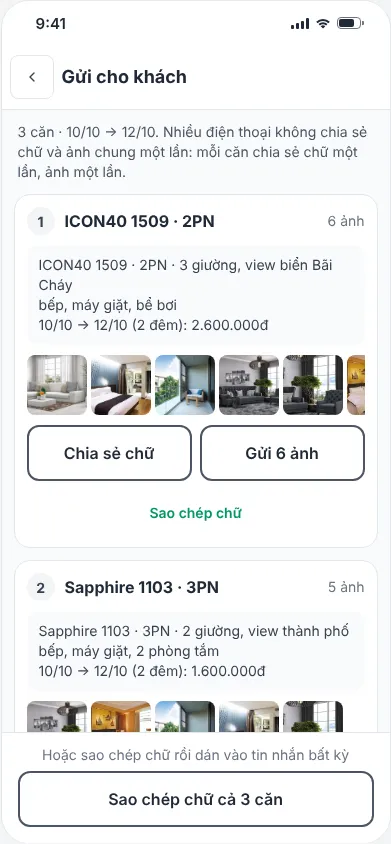 9:41
Gửi cho khách
3 căn · 10/10 → 12/10. Nhiều điện thoại không chia sẻ
chữ và ảnh chung một lần: mỗi căn chia sẻ chữ một
lần, ảnh một lần.
1 ICON40 1509 · 2PN 6 ảnh
ICON40 1509 · 2PN · 3 giường, view biển Bãi
Cháy
bếp, máy giặt, bể bơi
10/10 → 12/10 (2 đêm): 2.600.000đ
Chia sẻ chữ Gửi 6 ảnh
Sao chép chữ
2 Sapphire 1103 · 3PN 5 ảnh
Sapphire 1103 · 3PN · 2 giường, view thành phố
bếp, máy giặt, 2 phòng tắm
10/10 → 12/10 (2 đêm): 1.600.000đ
Hoặc sao chép chữ rồi dán vào tin nhắn bất kỳ
Sao chép chữ cả 3 căn